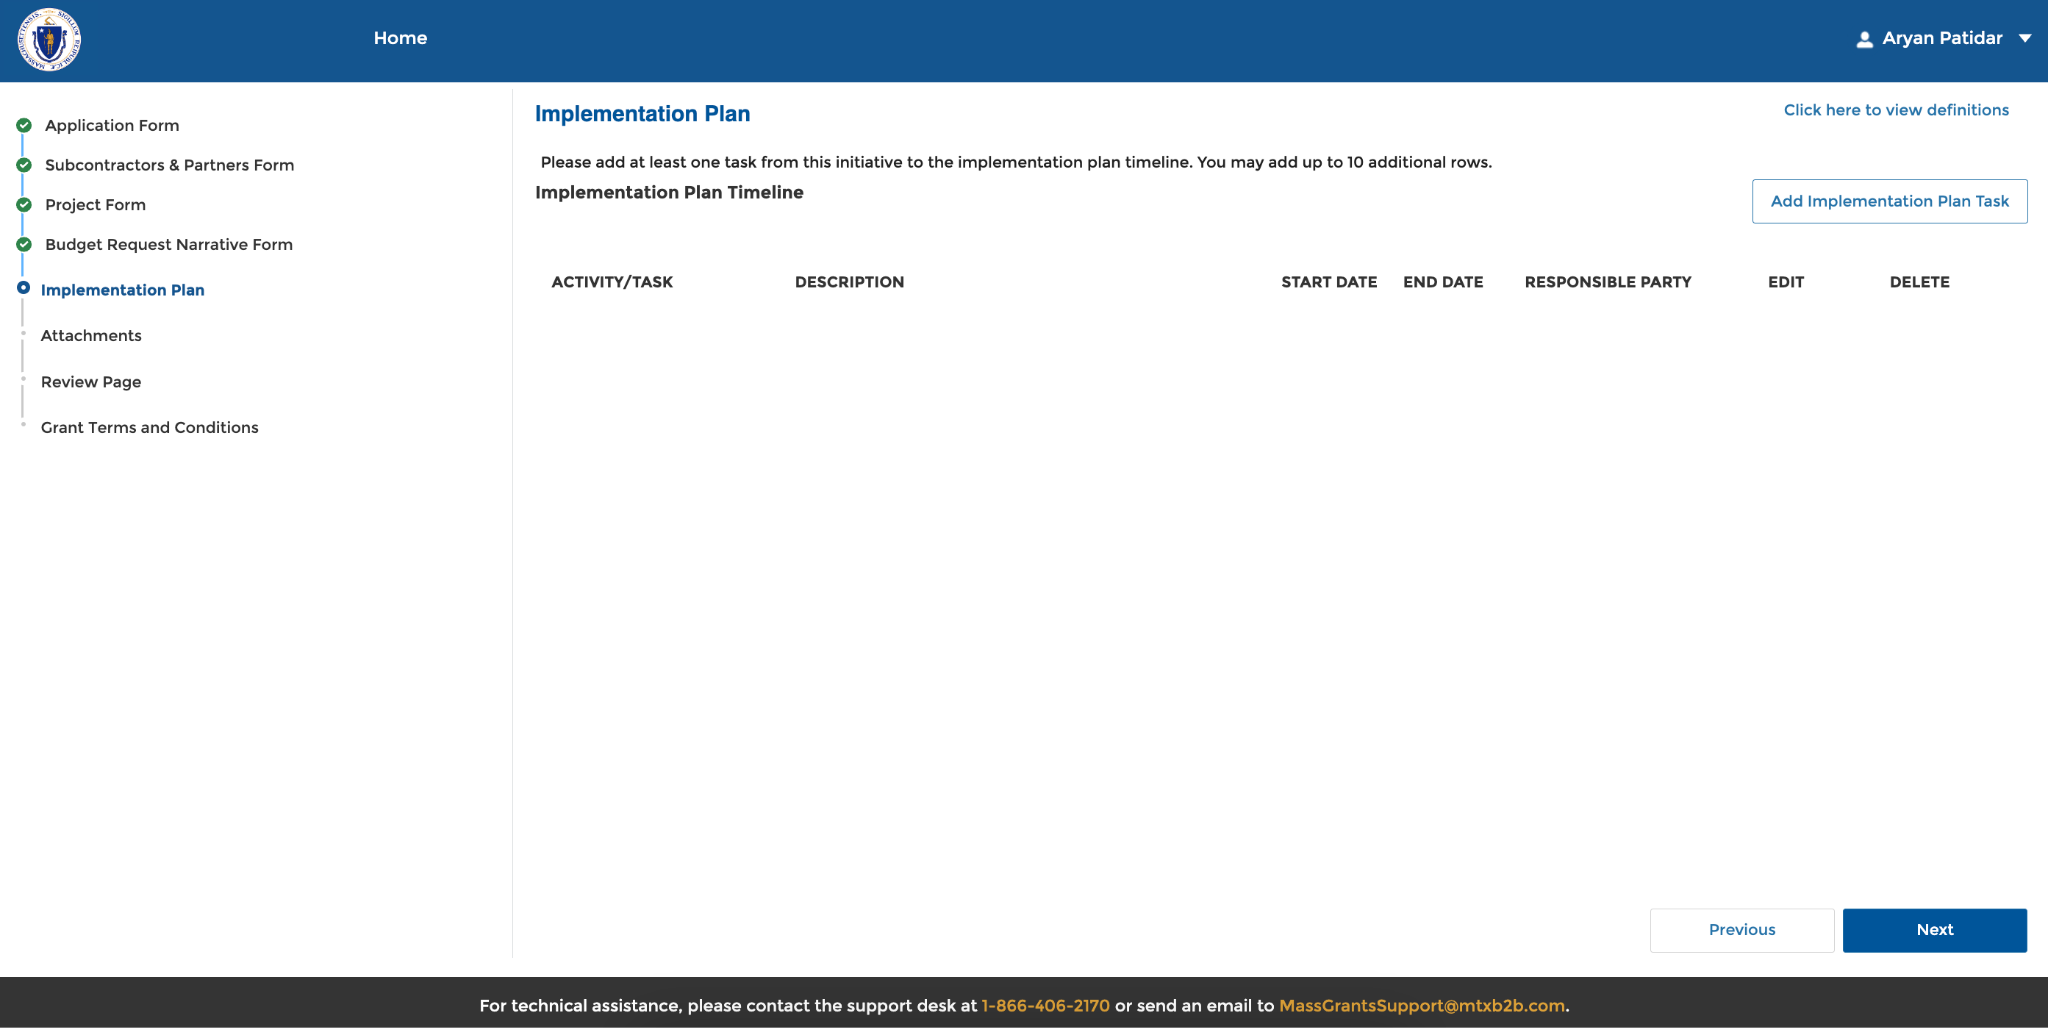 Home
Aryan Patidar
Application Form
Subcontractors & Partners Form
Project Form
Budget Request Narrative Form
Implementation Plan
Attachments
Review Page
Grant Terms and Conditions
Implementation Plan
Click here to view definitions
Please add at least one task from this initiative to the implementation plan timeline. You may add up to 10 additional rows.
Implementation Plan Timeline
Add Implementation Plan Task
ACTIVITY/TASK DESCRIPTION START DATE END DATE RESPONSIBLE PARTY EDIT DELETE
Previous
Next
For technical assistance, please contact the support desk at 1-866-406-2170 or send an email to MassGrantsSupport@mtxb2b.com.